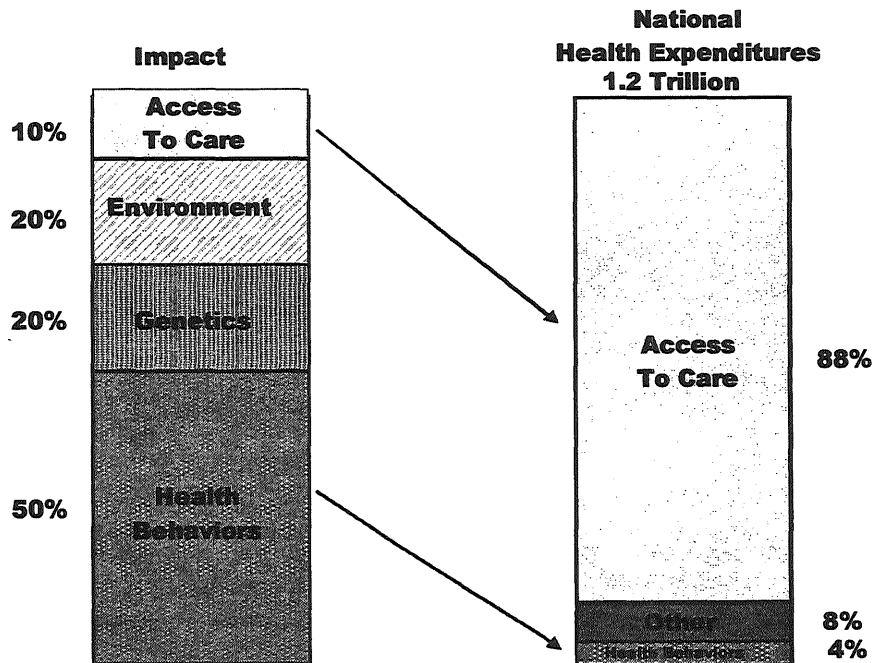 Impact
National
Health Expenditures
1.2 Trillion
10%
Access
To Care
20%
Environment
20%
Genetics
50%
Health
Behaviors
Access
To Care
88%
Other
8%
Health Behaviors
4%